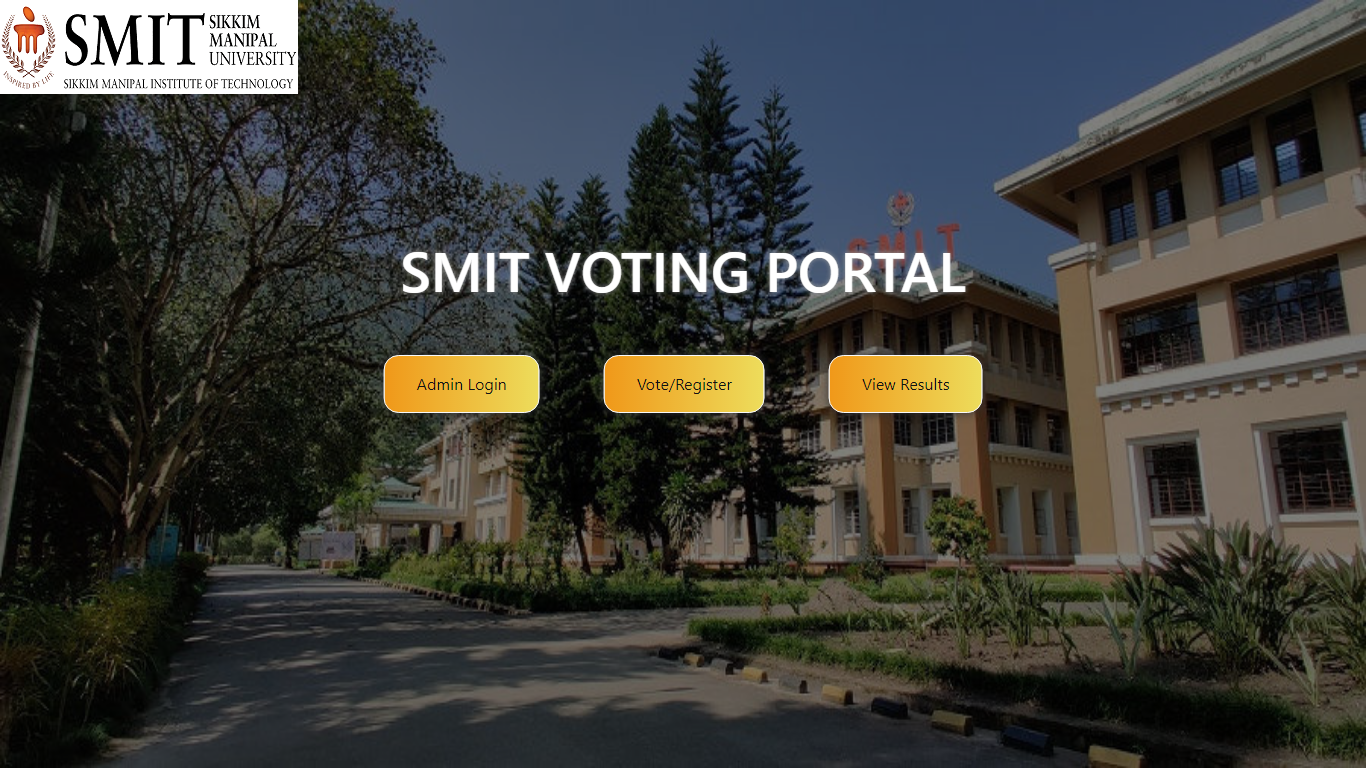 SMIT
SIKKIM
MANIPAL
UNIVERSITY
INSPIRED BY LIFE
SIKKIM MANIPAL INSTITUTE OF TECHNOLOGY
SMIT
SMIT VOTING PORTAL
Admin Login
Vote/Register
View Results